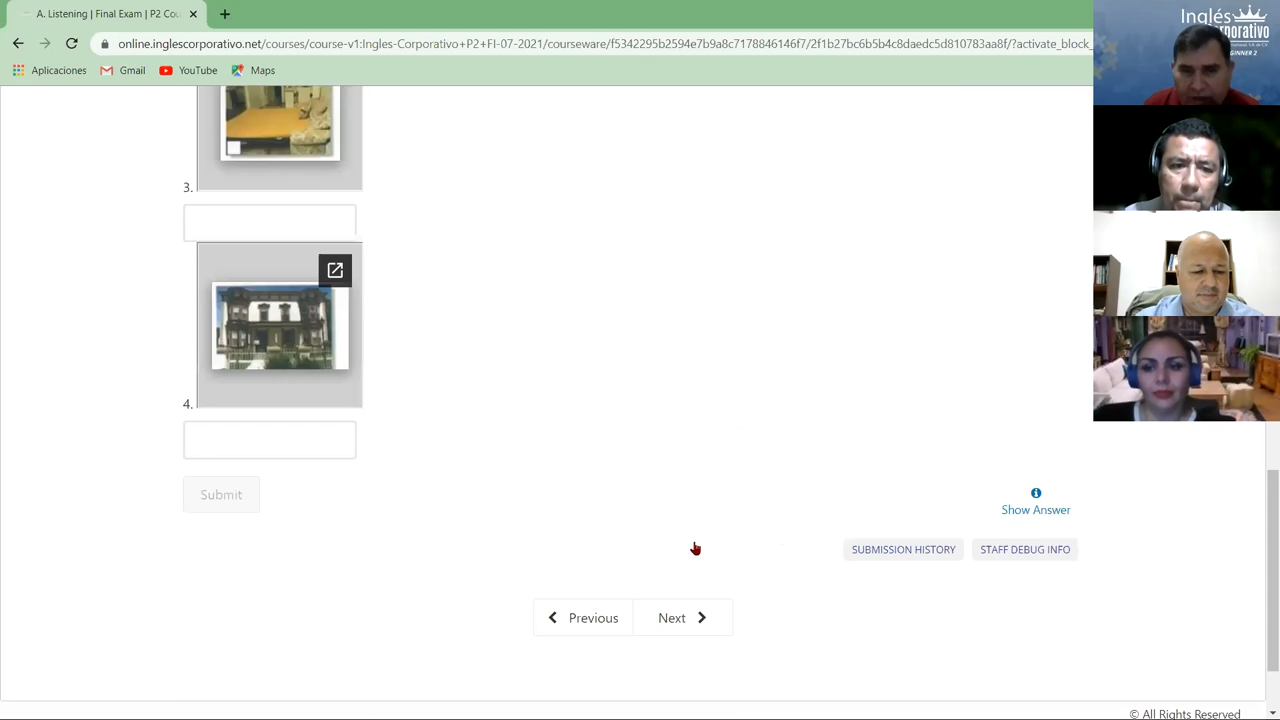 A. Listening | Final Exam | P2 Cou
online.inglescorporativo.net/courses/course-v1:Ingles-Corporativo+P2+FI-07-2021/courseware/f5342295b2594e7b9a8c7178846146f7/2f1b27bc6b5b4c8daedc5d810783aa8f/?activate_block_
Aplicaciones Gmail YouTube Maps
Inglés
3.
4.
Submit
Show Answer
SUBMISSION HISTORY STAFF DEBUG INFO
Previous Next
© All Rights Reserved